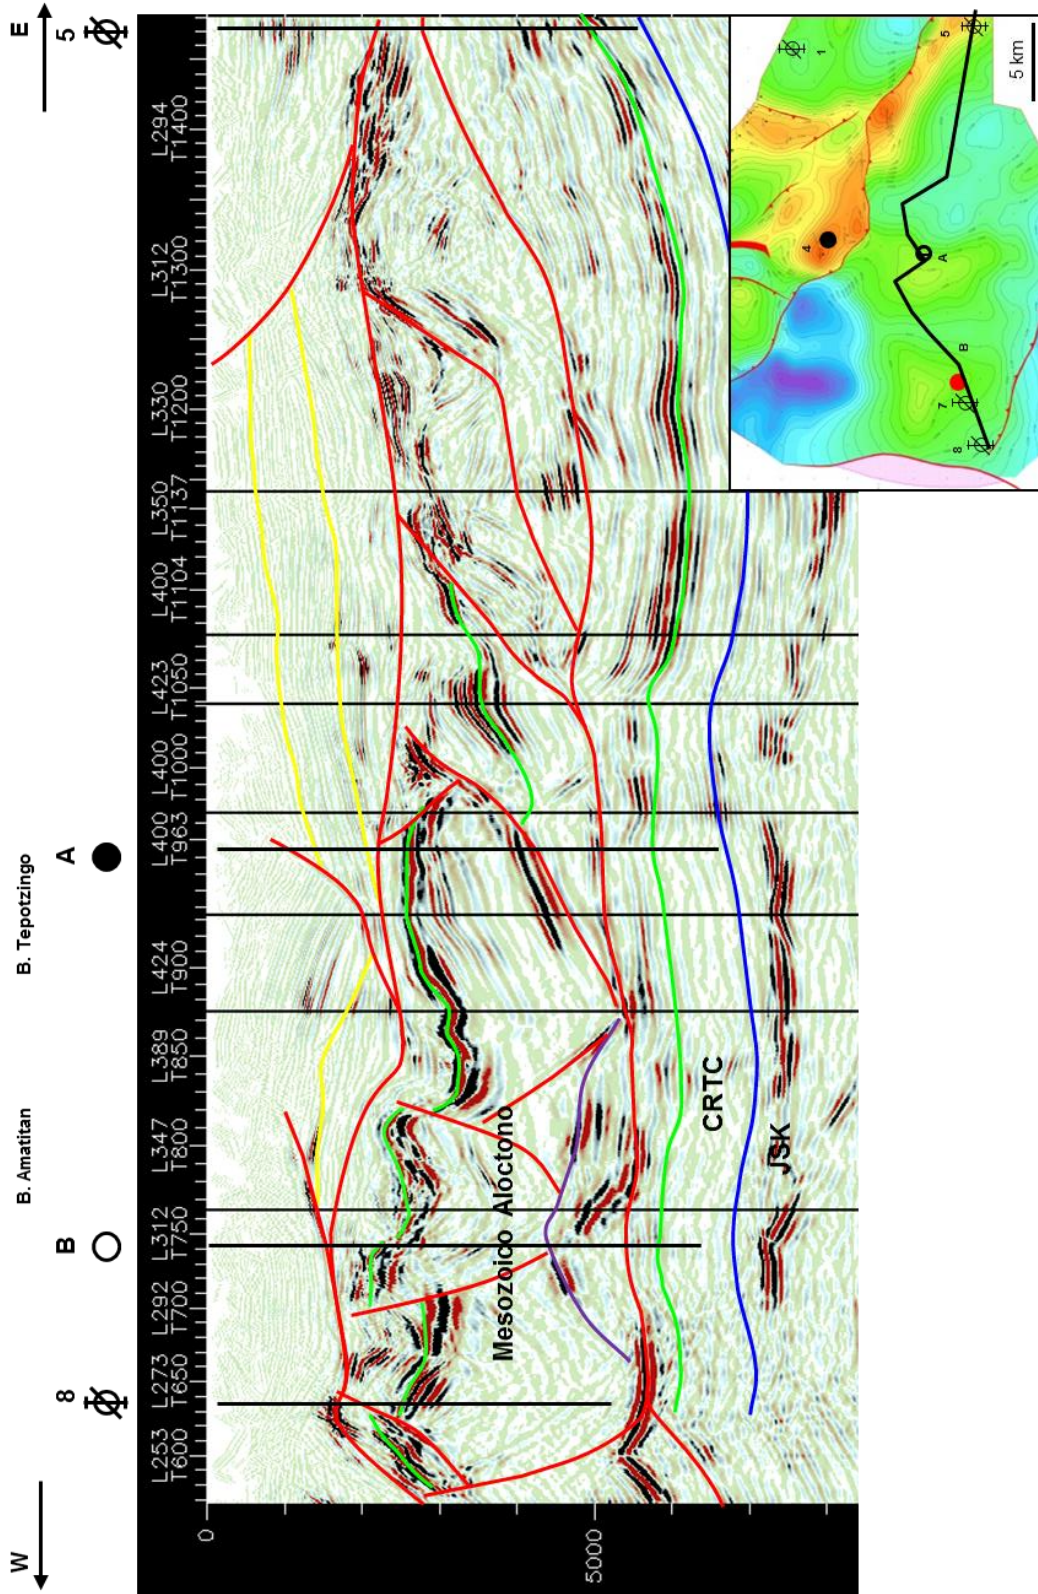 W
E
8
B
A
5
B. Amatitan
B. Tepotzingo
L253
T600
L273
T650
L292
T700
L312
T750
L347
T800
L389
T850
L424
T900
L400
T963
L400
T1000
L423
T1050
L400
T1104
L350
T1137
L330
T1200
L312
T1300
L294
T1400
0
5000
Mesozoico Aloctono
CRTC
JSK
8
7
B
A
4
1
5
5 km